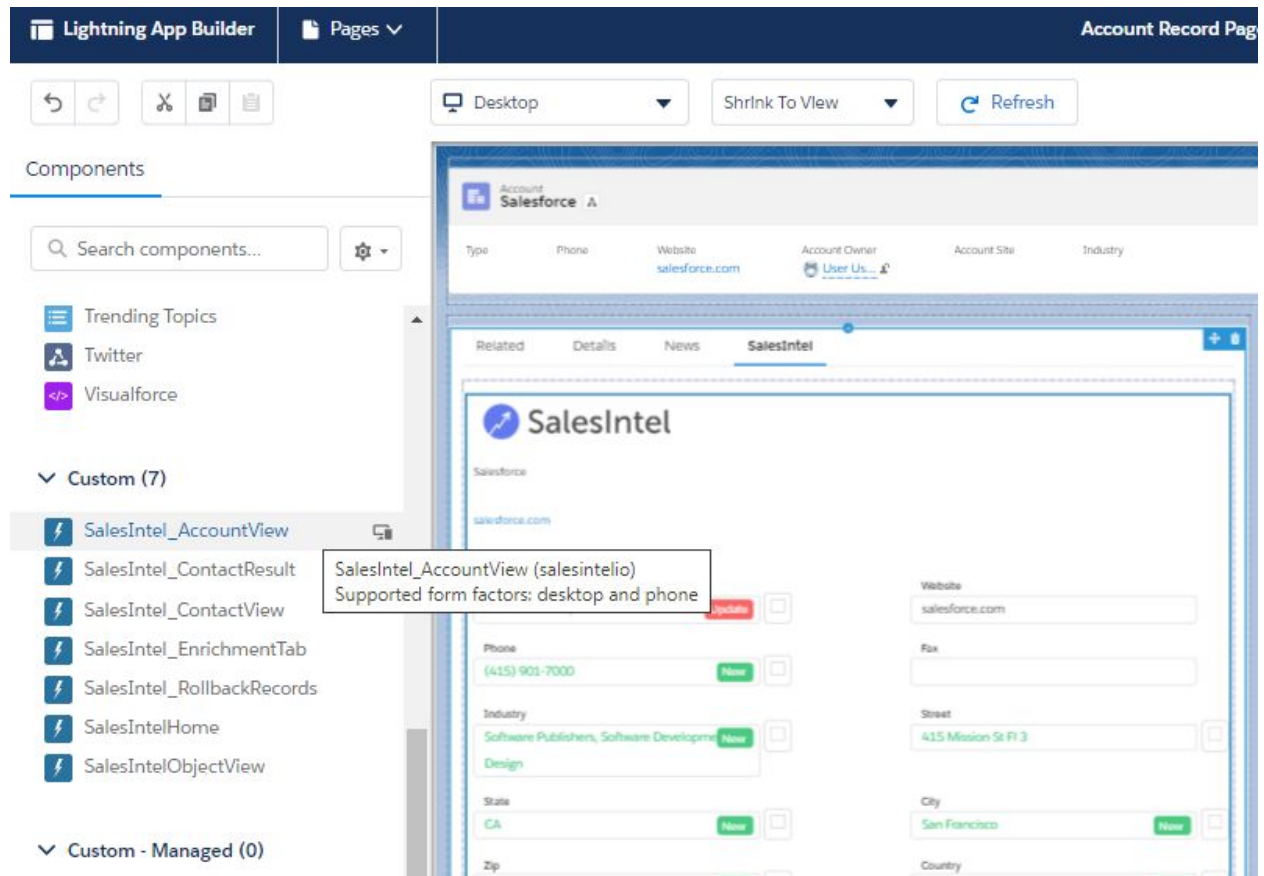 Lightning App Builder
Pages
Account Record Pag
Desktop
Shrink To View
Refresh
Components
Search components...
Trending Topics
Twitter
Visualforce
Custom (7)
SalesIntel_AccountView
SalesIntel_ContactResult
SalesIntel_ContactView
SalesIntel_EnrichmentTab
SalesIntel_RollbackRecords
SalesIntelHome
SalesIntelObjectView
Custom - Managed (0)
SalesIntel_AccountView (salesintelio)
Supported form factors: desktop and phone
Account
Salesforce
Type Phone Website Account Owner Account Site Industry
salesforce.com User Us...
Related Details News SalesIntel
SalesIntel
Salesforce
salesforce.com
Website
Update salesforce.com
Phone Fax
(415) 901-7000 New
Industry Street
Software Publishers, Software Developme New 415 Mission St Fl 3
Design
State City
CA New San Francisco New
Zip Country